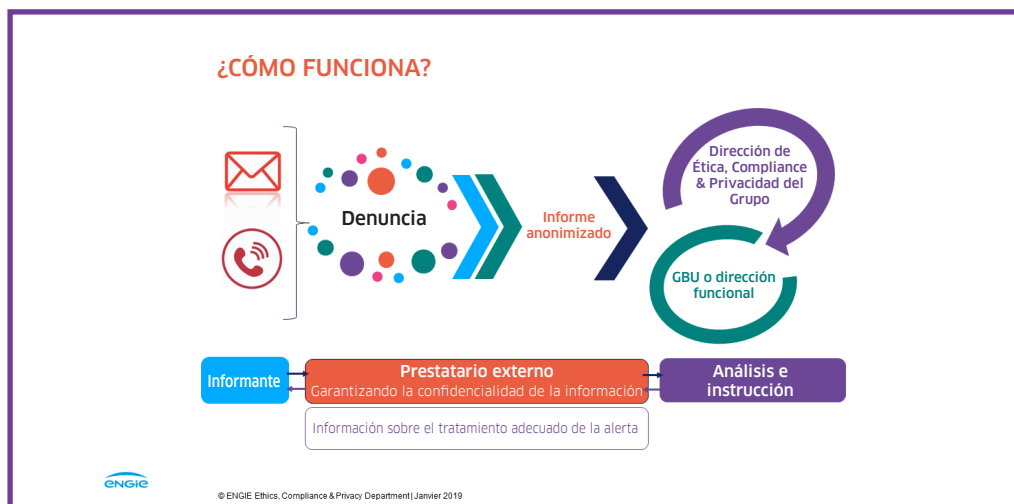 ¿CÓMO FUNCIONA?
Denuncia
Informe
anonimizado
Dirección de
Ética, Compliance
& Privacidad del
Grupo
GBU o dirección
funcional
Informante
Prestatario externo
Garantizando la confidencialidad de la información
Análisis e
instrucción
Información sobre el tratamiento adecuado de la alerta
ENGIE
© ENGIE Ethics, Compliance & Privacy Department | Janvier 2019